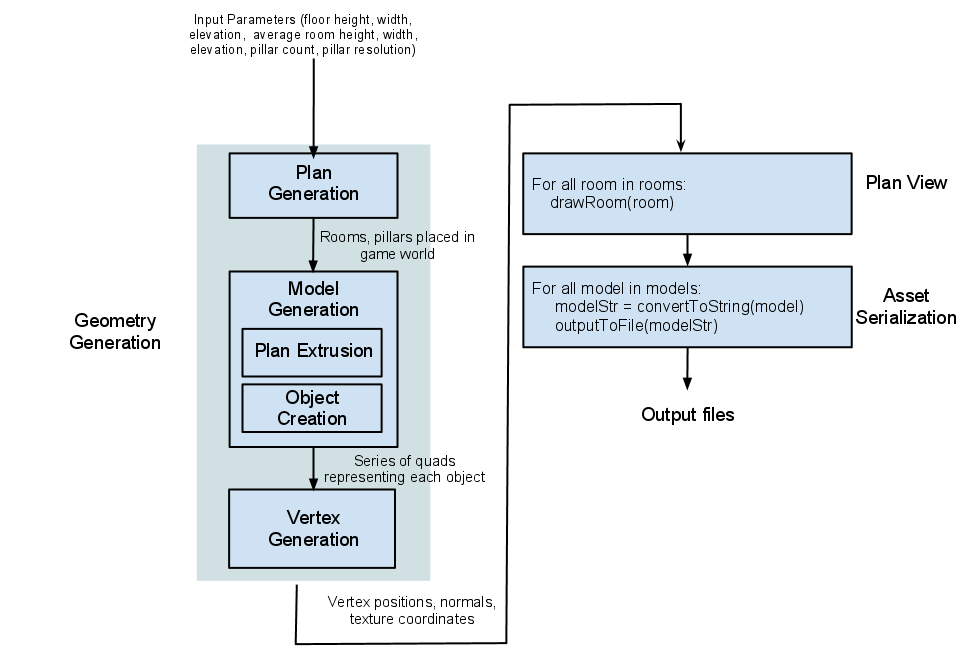 Input Parameters (floor height, width,
elevation, average room height, width,
elevation, pillar count, pillar resolution)
Plan
Generation
Rooms, pillars placed in
game world
Model
Generation
Plan Extrusion
Object
Creation
Geometry
Generation
Series of quads
representing each object
Vertex
Generation
Vertex positions, normals,
texture coordinates
For all room in rooms:
drawRoom(room)
Plan View
For all model in models:
modelStr = convertToString(model)
outputToFile(modelStr)
Asset
Serialization
Output files